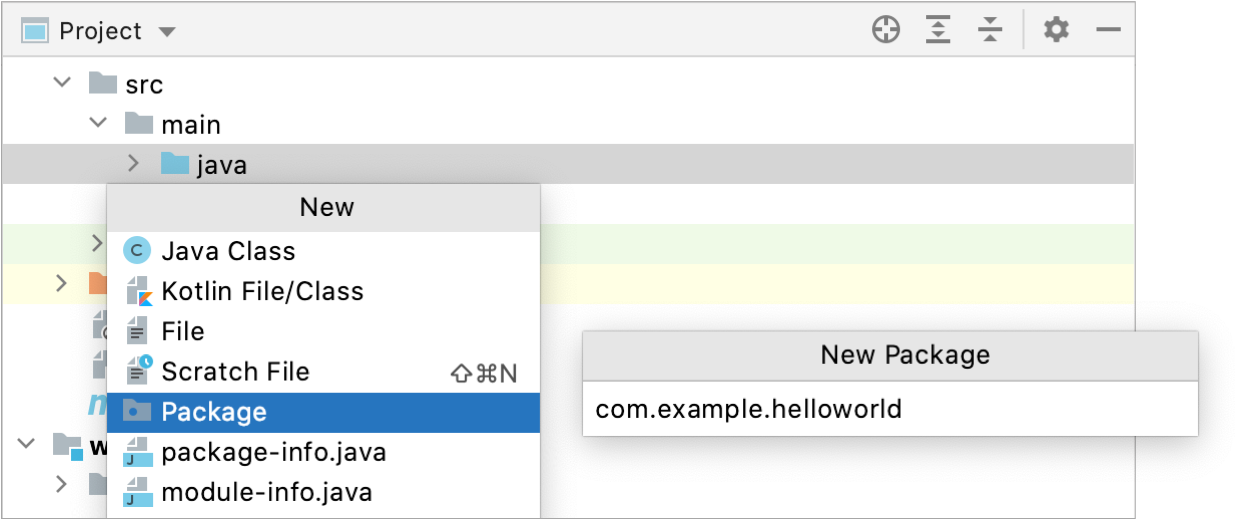 Project
src
main
java
New
Java Class
Kotlin File/Class
File
Scratch File ⇧⌘N
Package
package-info.java
module-info.java
New Package
com.example.helloworld